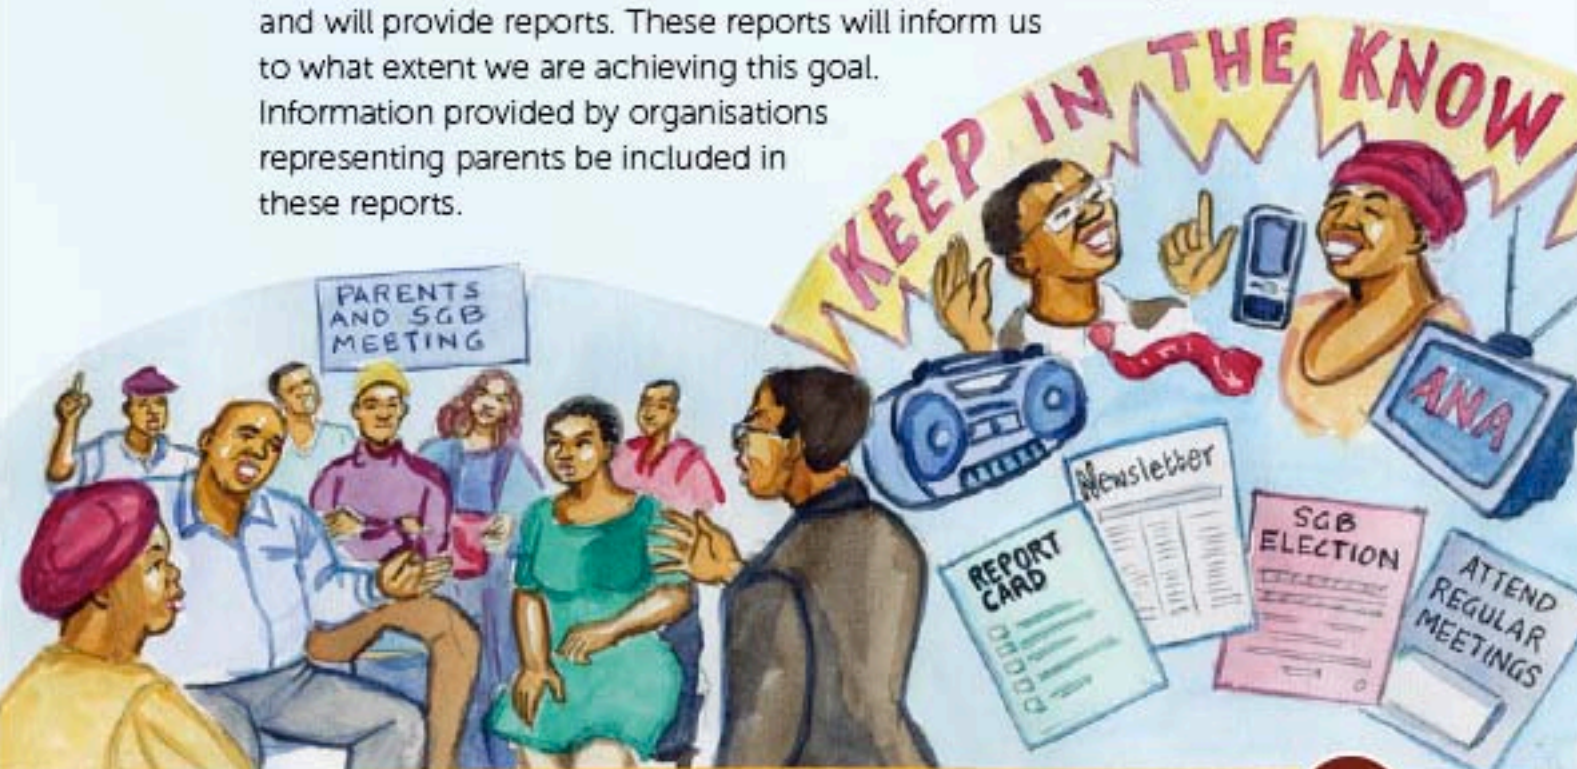 and will provide reports. These reports will inform us
to what extent we are achieving this goal.
Information provided by organisations
representing parents be included in
these reports.
KEEP IN THE KNOW
PARENTS
AND SGB
MEETING
ANA
Newsletter
REPORT
CARD
SGB
ELECTION
ATTEND
REGULAR
MEETINGS